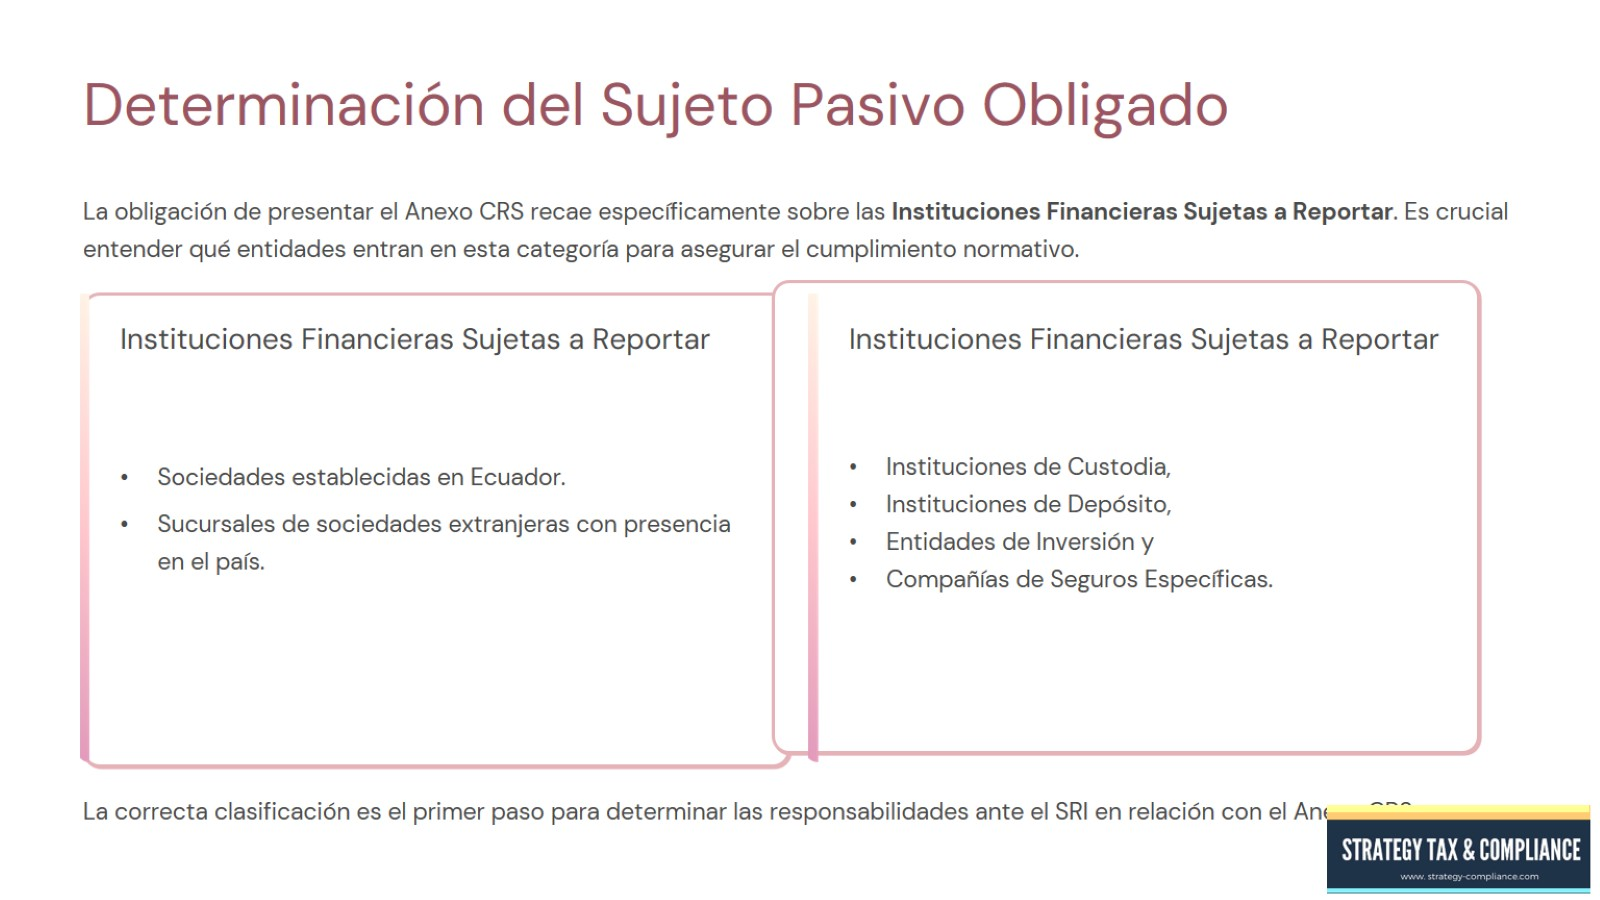 Determinación del Sujeto Pasivo Obligado
La obligación de presentar el Anexo CRS recae específicamente sobre las Instituciones Financieras Sujetas a Reportar. Es crucial
entender qué entidades entran en esta categoría para asegurar el cumplimiento normativo.
Instituciones Financieras Sujetas a Reportar
• Sociedades establecidas en Ecuador.
• Sucursales de sociedades extranjeras con presencia
en el país.
Instituciones Financieras Sujetas a Reportar
• Instituciones de Custodia,
• Instituciones de Depósito,
• Entidades de Inversión y
• Compañías de Seguros Específicas.
La correcta clasificación es el primer paso para determinar las responsabilidades ante el SRI en relación con el
STRATEGY TAX & COMPLIANCE
www. strategy-compliance.com